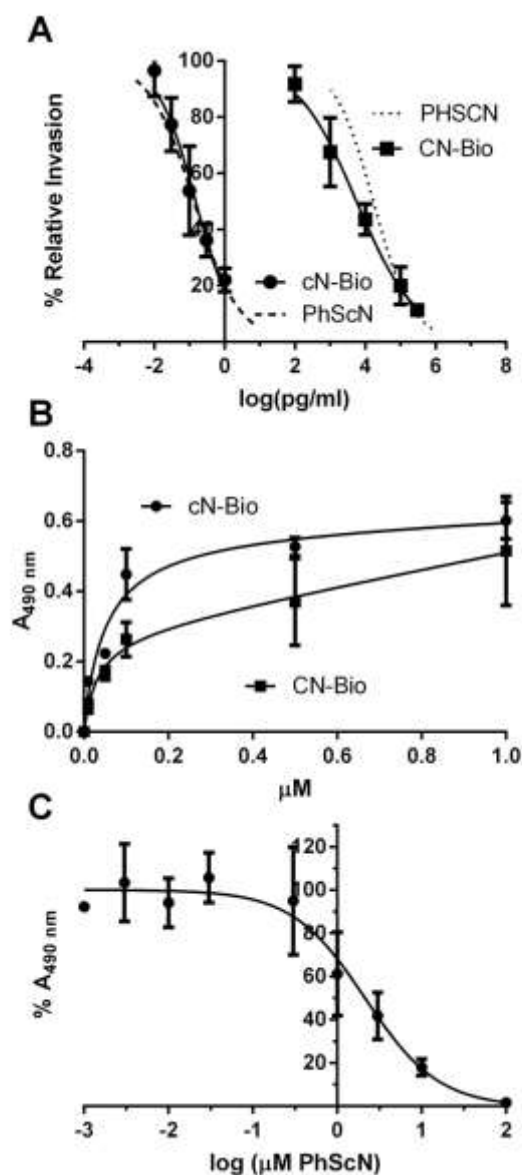 A
% Relative Invasion
100
80
60
40
20
PHSCN
CN-Bio
cN-Bio
PhScN
-4 -2 0 2 4 6 8
log(pg/ml)
B
A490 nm
0.8
0.6
0.4
0.2
0.0
cN-Bio
CN-Bio
0.0 0.2 0.4 0.6 0.8 1.0
µM
C
% A490 nm
120
100
80
60
40
20
-3 -2 -1 0 1 2
log (µM PhScN)